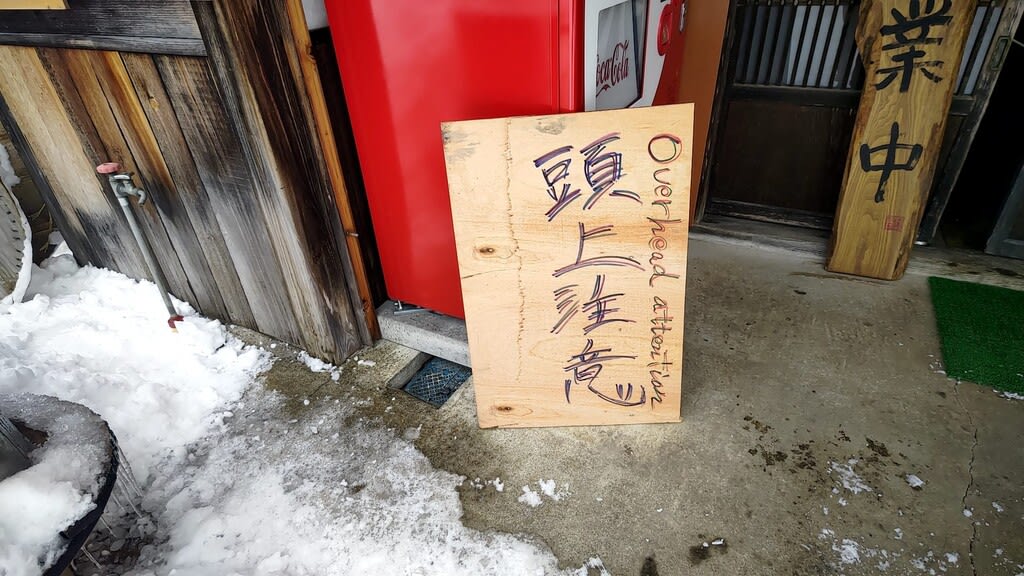 頭上注意
Overhead attention
Coca-Cola
業中